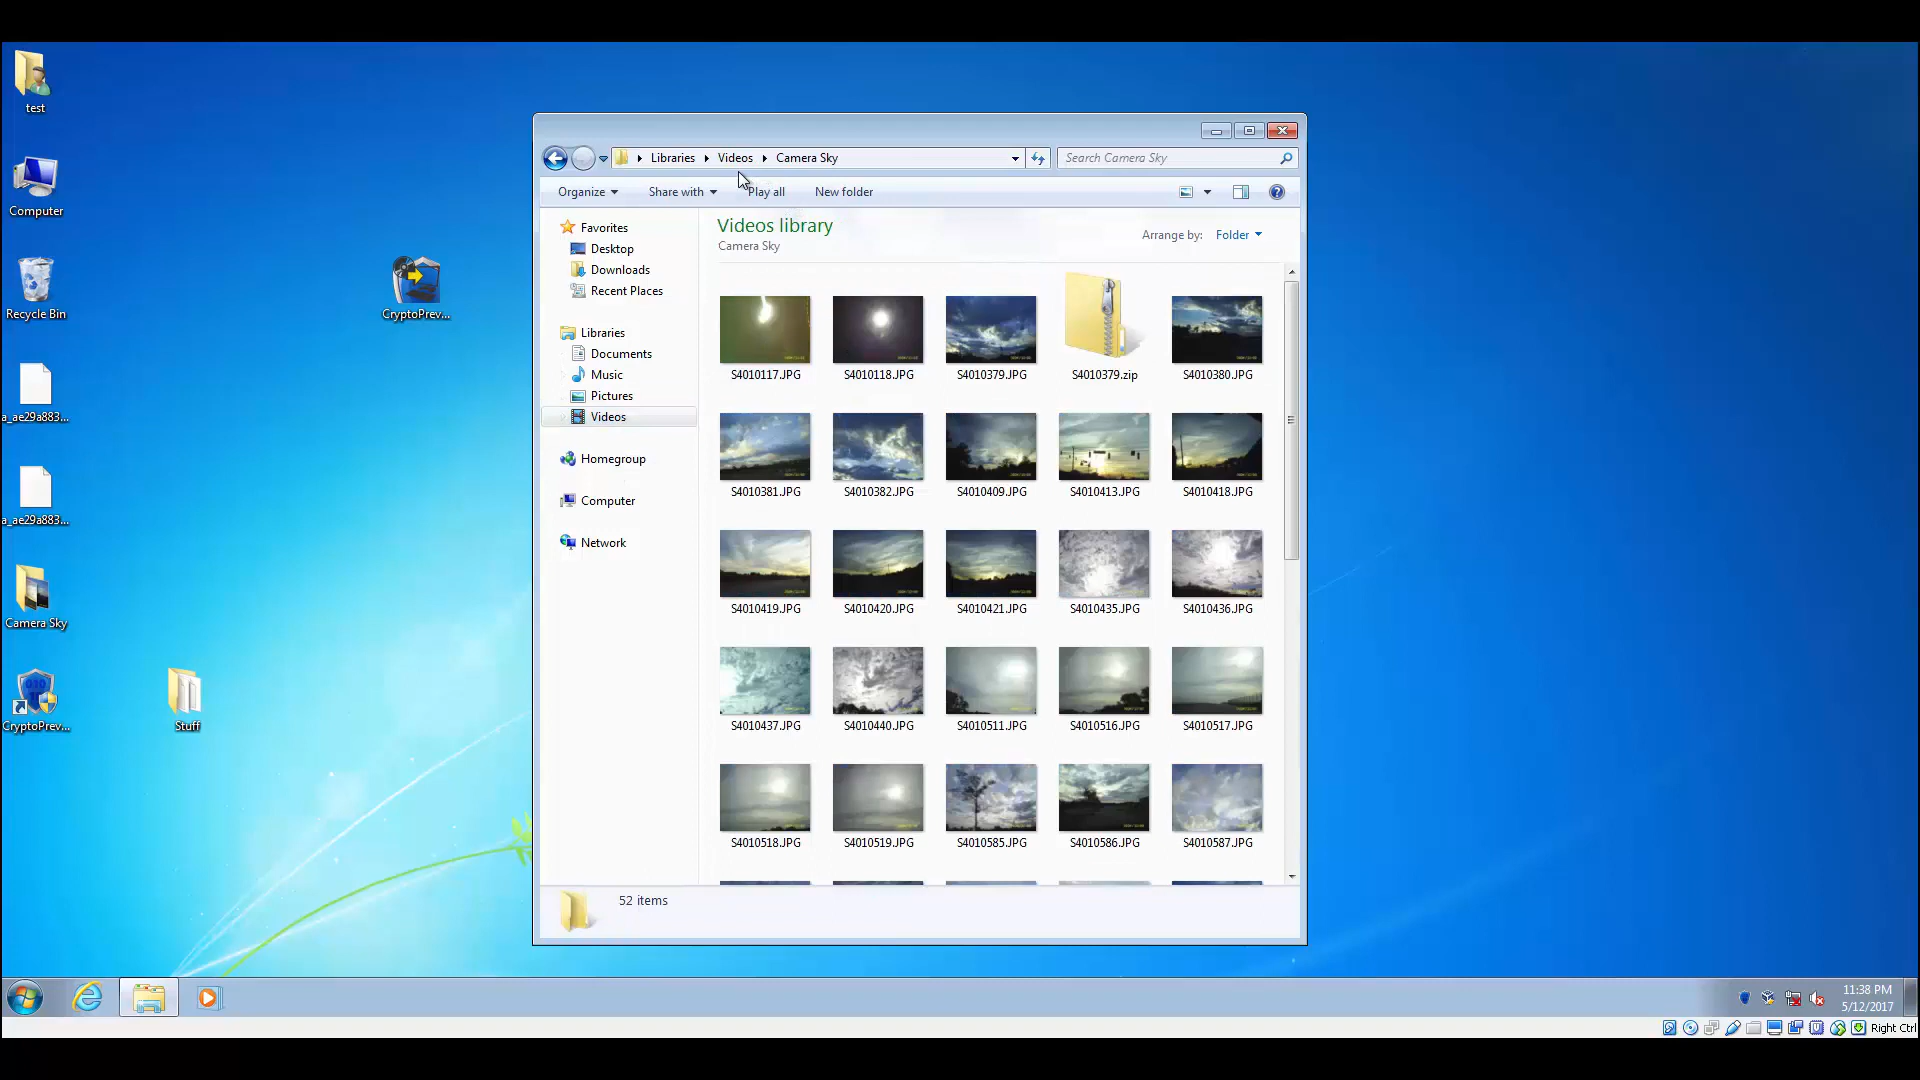 test
Computer
Recycle Bin
a_ae29a883...
a_ae29a883...
Camera Sky
CryptoPrev...
Stuff
CryptoPrev...
Libraries
Videos
Camera Sky
Search Camera Sky
Organize
Share with
Play all
New folder
Favorites
Desktop
Downloads
Recent Places
Libraries
Documents
Music
Pictures
Videos
Homegroup
Computer
Network
Videos library
Camera Sky
Arrange by: Folder
S4010117.JPG
S4010118.JPG
S4010379.JPG
S4010379.zip
S4010380.JPG
S4010381.JPG
S4010382.JPG
S4010409.JPG
S4010413.JPG
S4010418.JPG
S4010419.JPG
S4010420.JPG
S4010421.JPG
S4010435.JPG
S4010436.JPG
S4010437.JPG
S4010440.JPG
S4010511.JPG
S4010516.JPG
S4010517.JPG
S4010518.JPG
S4010519.JPG
S4010585.JPG
S4010586.JPG
S4010587.JPG
52 items
11:38 PM
5/12/2017
Right Ctrl